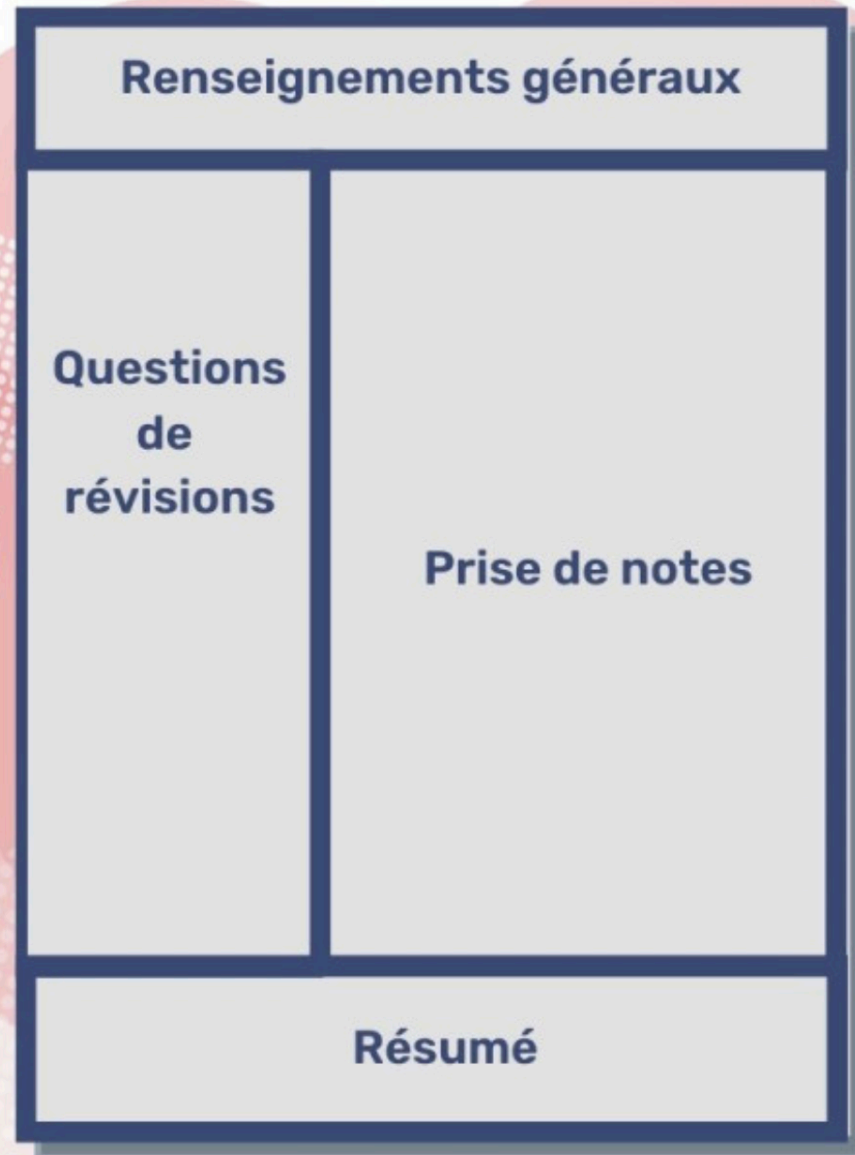 Renseignements généraux
Questions
de
révisions
Prise de notes
Résumé